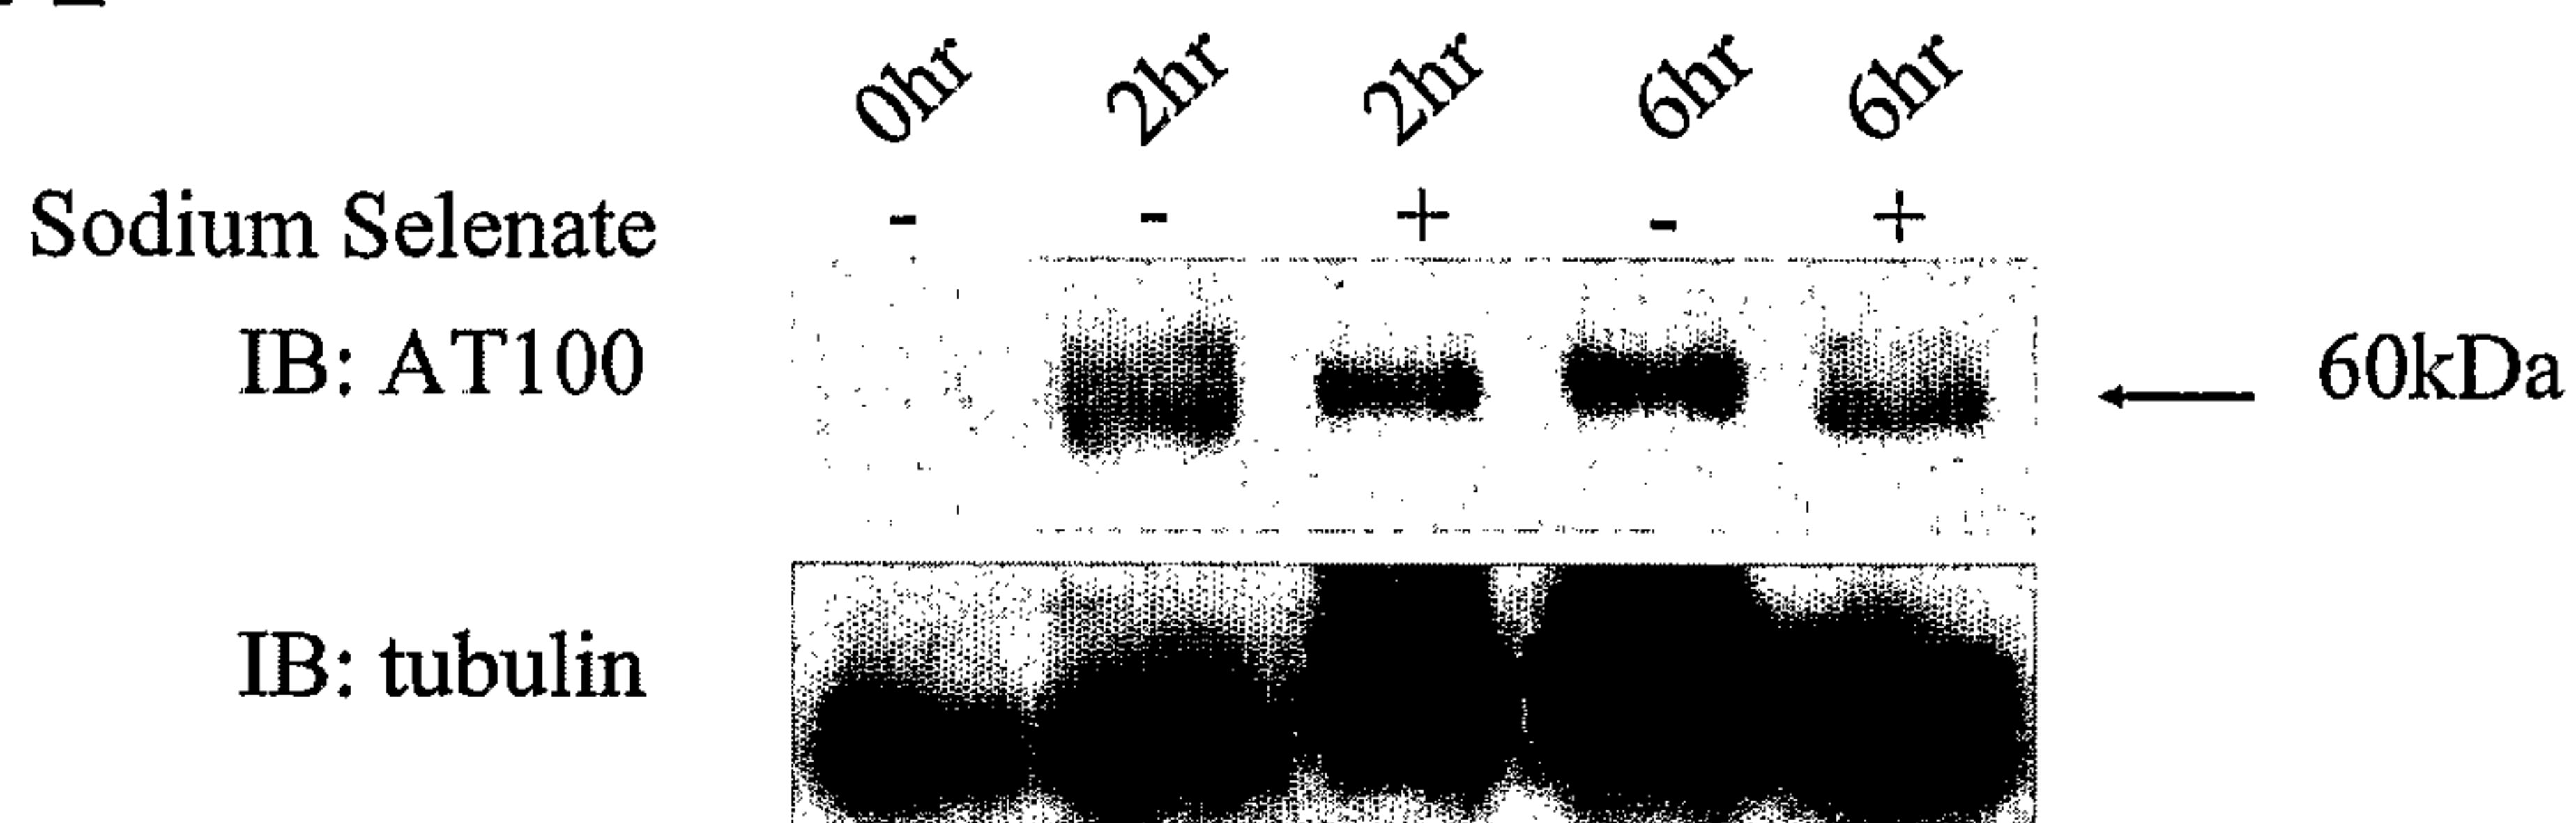 0hr 2hr 2hr 6hr 6hr
Sodium Selenate - - + - +
IB: AT100 60kDa
IB: tubulin